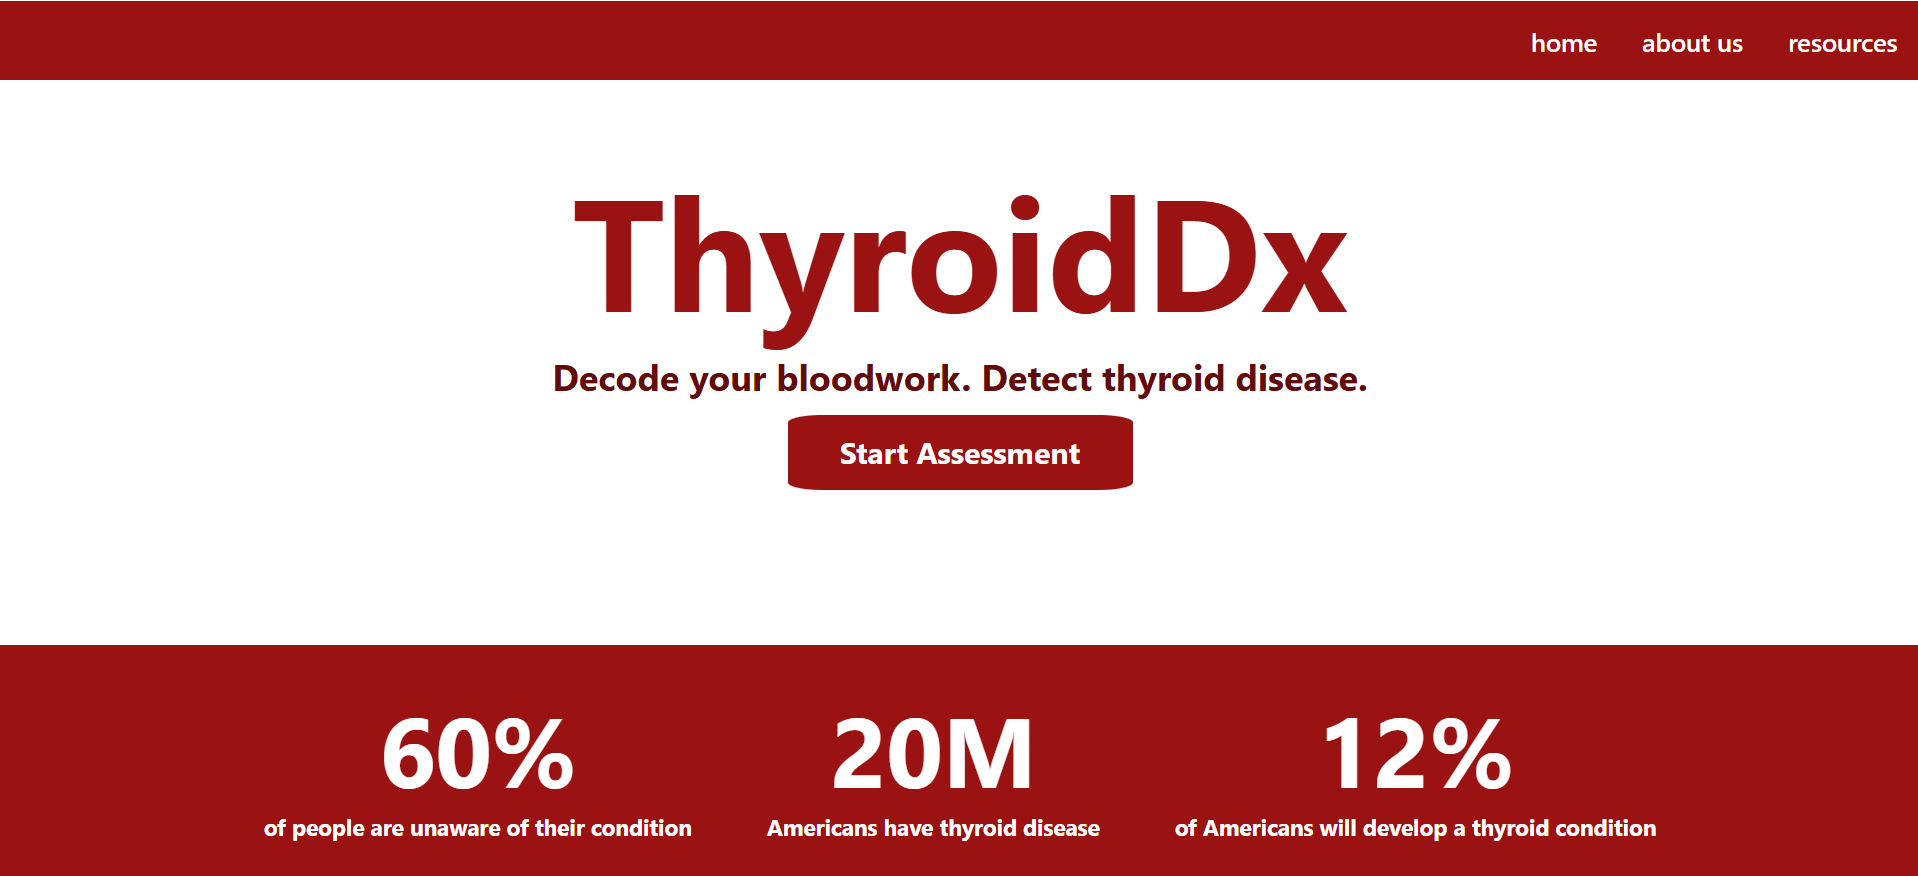 home about us resources
ThyroidDx
Decode your bloodwork. Detect thyroid disease.
Start Assessment
60% 20M 12%
of people are unaware of their condition Americans have thyroid disease of Americans will develop a thyroid condition